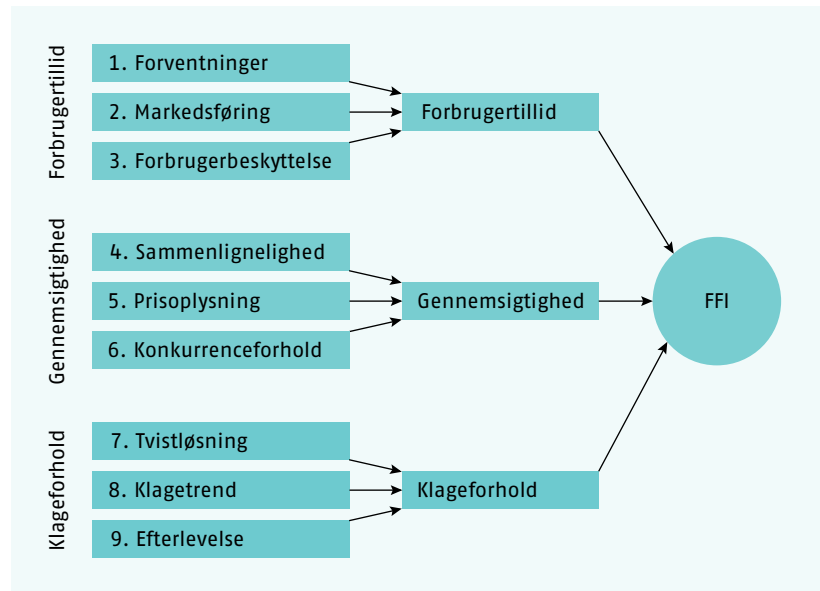 Forbrugertillid
1. Forventninger
2. Markedsføring
3. Forbrugerbeskyttelse
Forbrugertillid
Gennemsigtighed
4. Sammenlignelighed
5. Prisoplysning
6. Konkurrenceforhold
Gennemsigtighed
FFI
Klageforhold
7. Tvistløsning
8. Klagetrend
9. Efterlevelse
Klageforhold